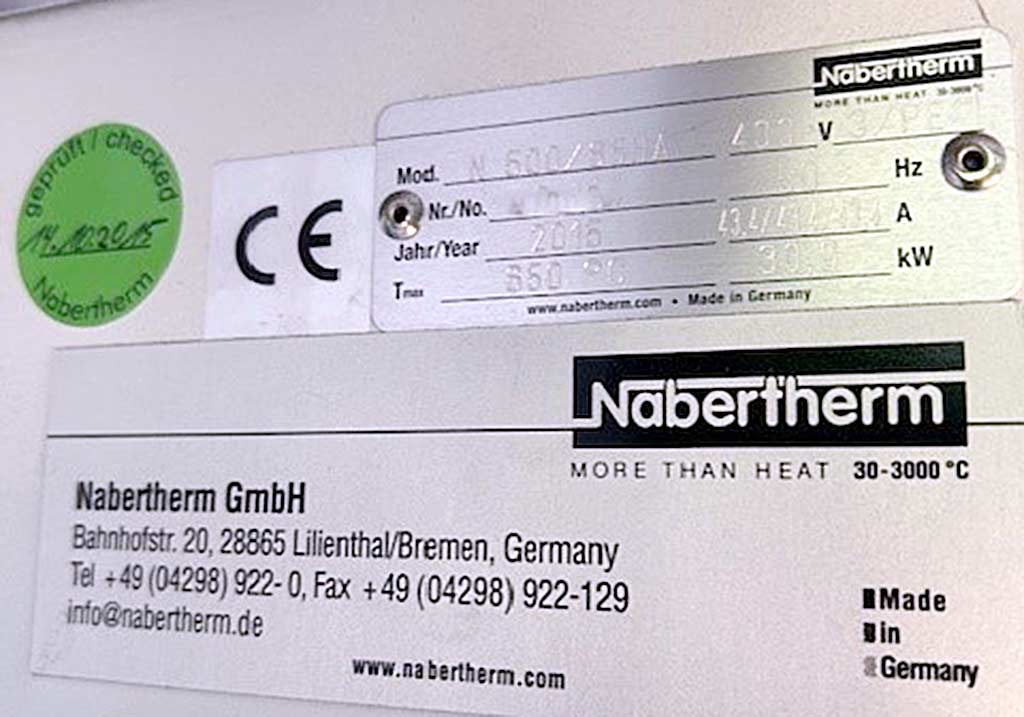 geprüft / checked
14.10.2015
Nabertherm
CE
Nabertherm
MORE THAN HEAT 30-3000 °C
Mod. V
Nr./No. Hz
Jahr/Year A
Tmax 650 °C 30,0 kW
www.nabertherm.com • Made in Germany
Nabertherm
MORE THAN HEAT 30-3000 °C
Nabertherm GmbH
Bahnhofstr. 20, 28865 Lilienthal/Bremen, Germany
Tel +49 (04298) 922- 0, Fax +49 (04298) 922-129
info@nabertherm.de
www.nabertherm.com
Made
in
Germany